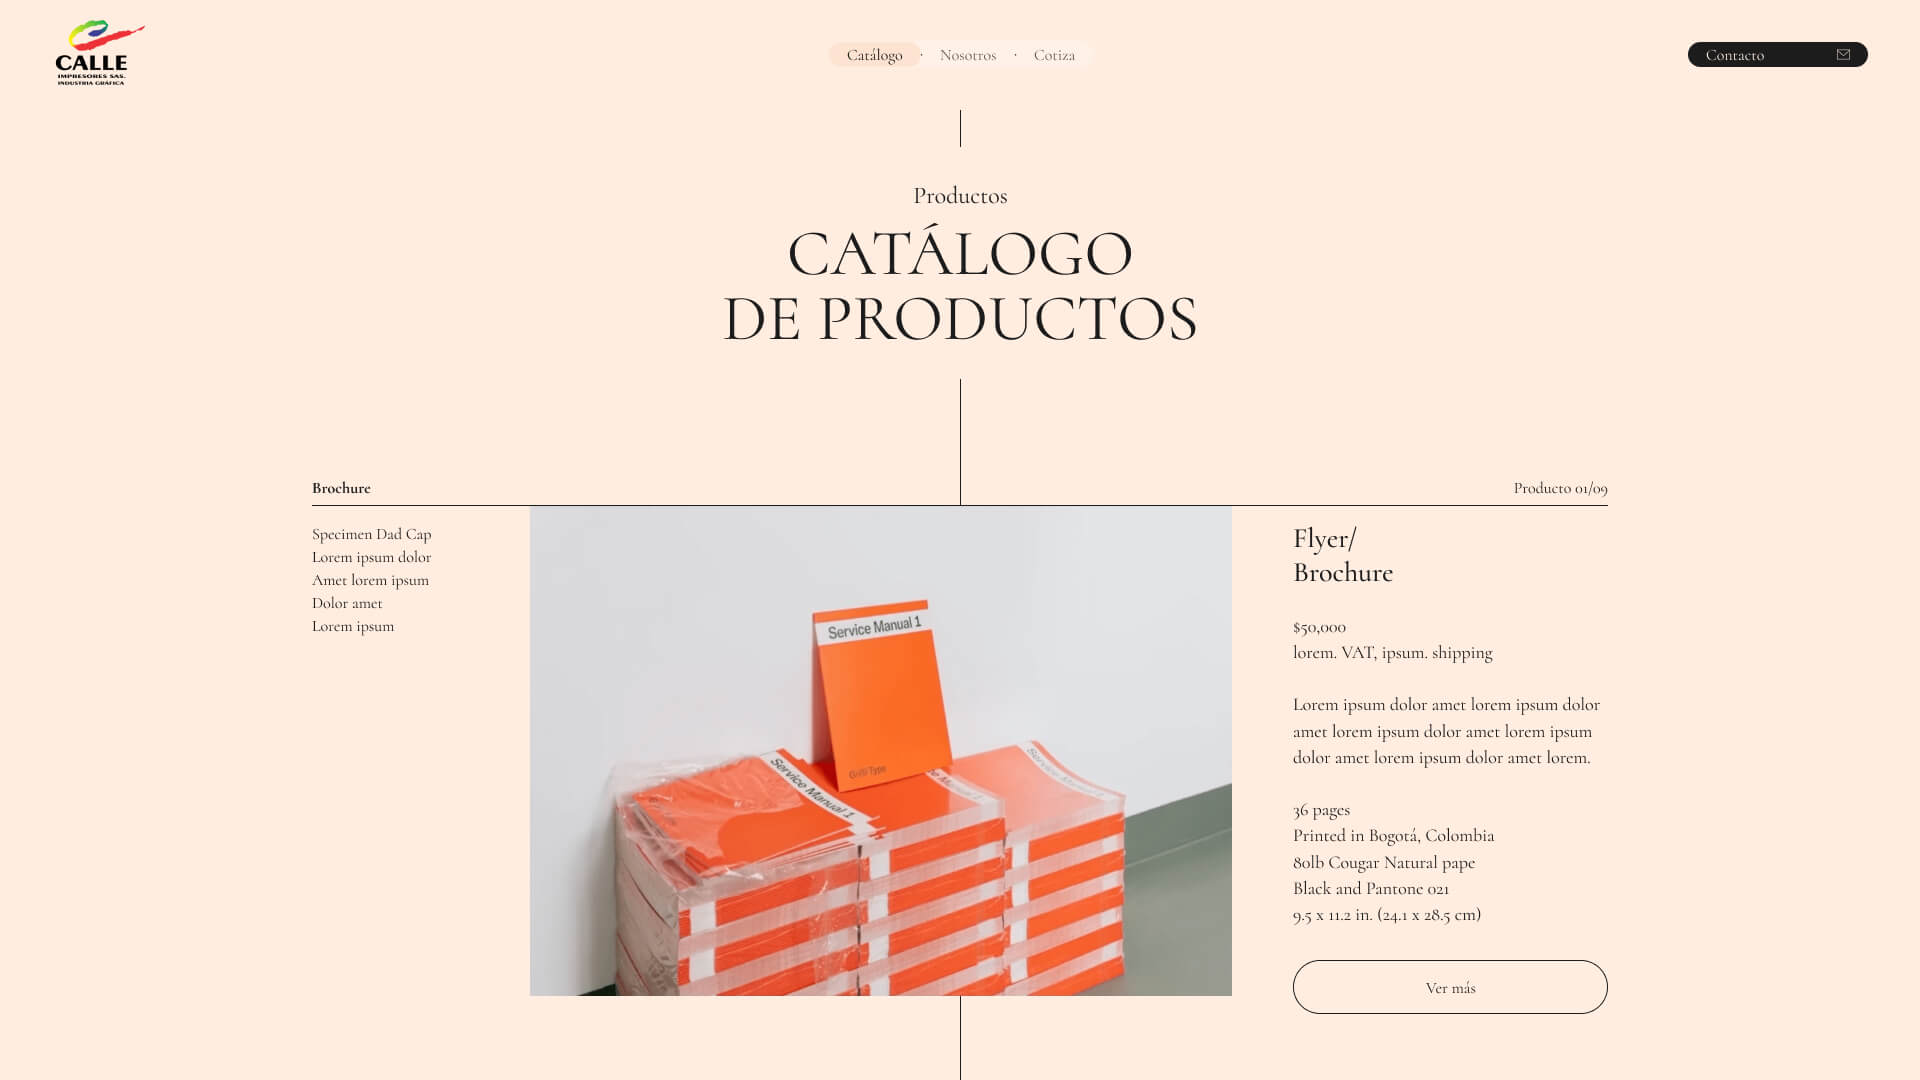 CALLE
IMPRESORES SAS.
INDUSTRIA GRÁFICA
Catálogo · Nosotros · Cotiza
Contacto
Productos
CATÁLOGO
DE PRODUCTOS
Brochure
Producto 01/09
Specimen Dad Cap
Lorem ipsum dolor
Amet lorem ipsum
Dolor amet
Lorem ipsum
Service Manual 1
Grilli Type
Service Manual 1
Service Manual 1
Flyer/
Brochure
$50,000
lorem. VAT, ipsum. shipping
Lorem ipsum dolor amet lorem ipsum dolor
amet lorem ipsum dolor amet lorem ipsum
dolor amet lorem ipsum dolor amet lorem.
36 pages
Printed in Bogotá, Colombia
80lb Cougar Natural pape
Black and Pantone 021
9.5 x 11.2 in. (24.1 x 28.5 cm)
Ver más